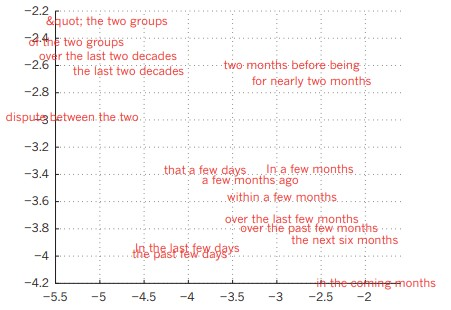 −2.2
&quot; the two groups
−2.4
of the two groups
over the last two decades
−2.6
two months before being
the last two decades
for nearly two months
−2.8
dispute between the two
−3
−3.2
that a few days
In a few months
−3.4
a few months ago
within a few months
−3.6
over the last few months
−3.8
over the past few months
the next six months
In the last few days
the past few days
−4
−4.2
in the coming months
−5.5 −5 −4.5 −4 −3.5 −3 −2.5 −2